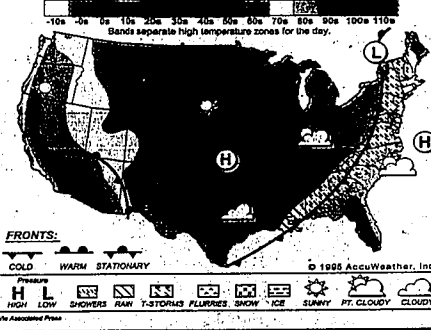 -10s -0s 0s 10s 20s 30s 40s 50s 60s 70s 80s 90s 100s 110s
Bands separate high temperature zones for the day.
L
H
H
FRONTS:
COLD WARM STATIONARY
© 1995 AccuWeather, Inc
Pressure
H L
HIGH LOW SHOWERS RAIN T-STORMS FLURRIES SNOW ICE SUNNY PT. CLOUDY CLOUDY
Via Associated Press